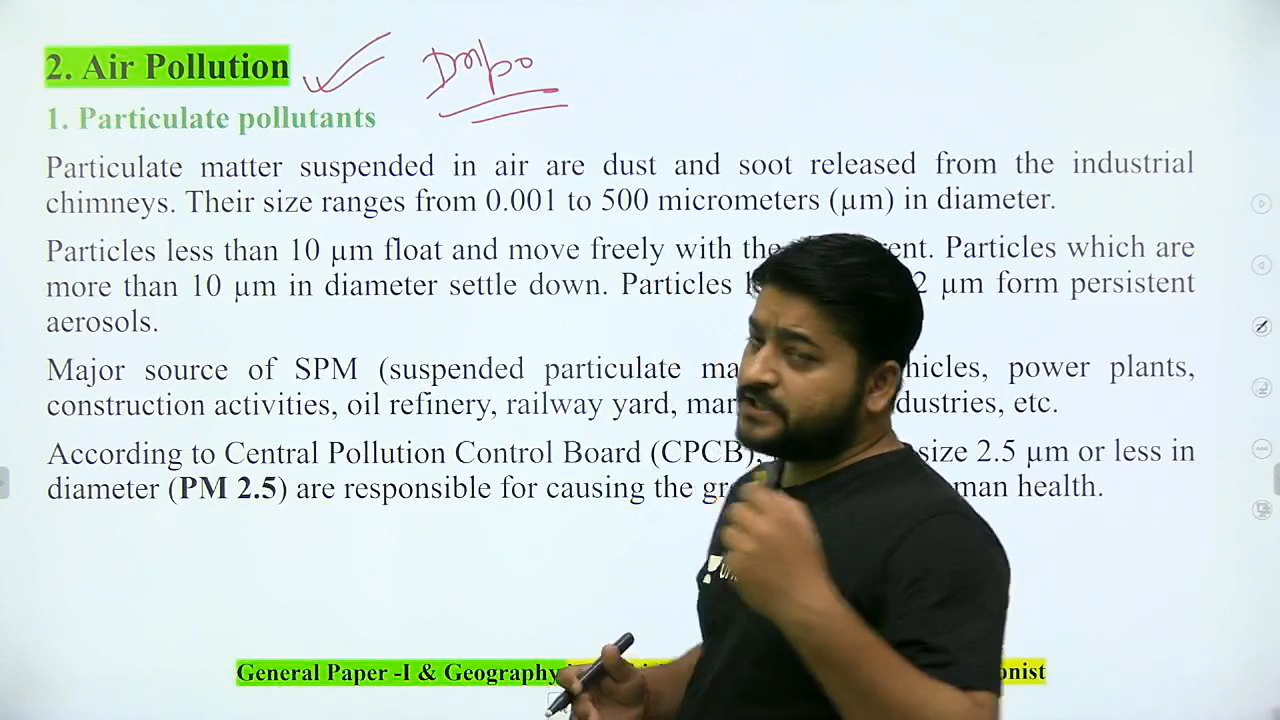 2. Air Pollution
1. Particulate pollutants
Particulate matter suspended in air are dust and soot released from the industrial
chimneys. Their size ranges from 0.001 to 500 micrometers (µm) in diameter.
Particles less than 10 µm float and move freely with the ent. Particles which are
more than 10 µm in diameter settle down. Particles 2 µm form persistent
aerosols.
Major source of SPM (suspended particulate ma hicles, power plants,
construction activities, oil refinery, railway yard, mar dustries, etc.
According to Central Pollution Control Board (CPCB), size 2.5 µm or less in
diameter (PM 2.5) are responsible for causing the gr man health.
General Paper -I & Geography onist